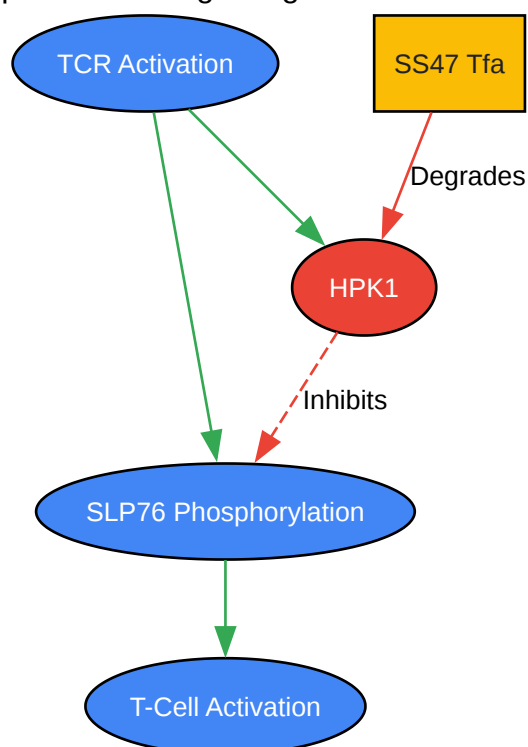 TCR Activation
SS47 Tfa
Degrades
HPK1
Inhibits
SLP76 Phosphorylation
T-Cell Activation